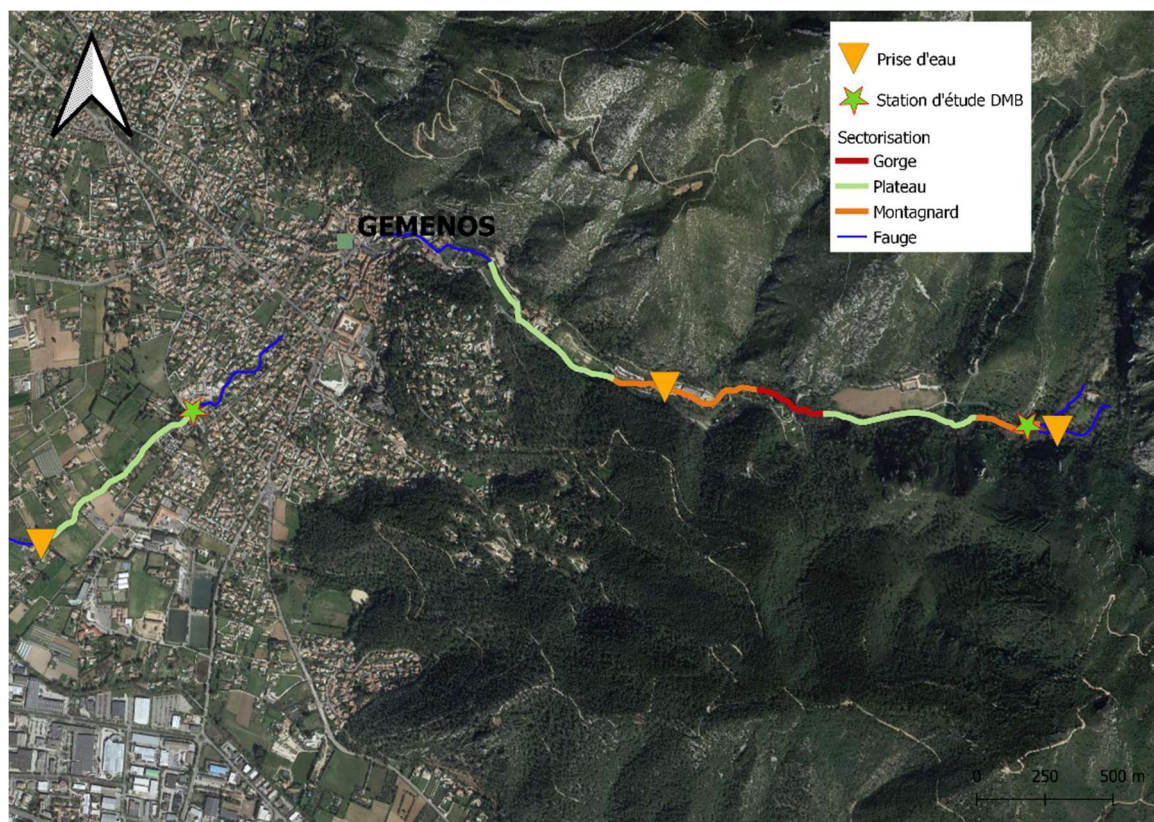 Prise d'eau
Station d'étude DMB
Sectorisation
Gorge
Plateau
Montagnard
Fauge
GEMENOS
0 250 500 m